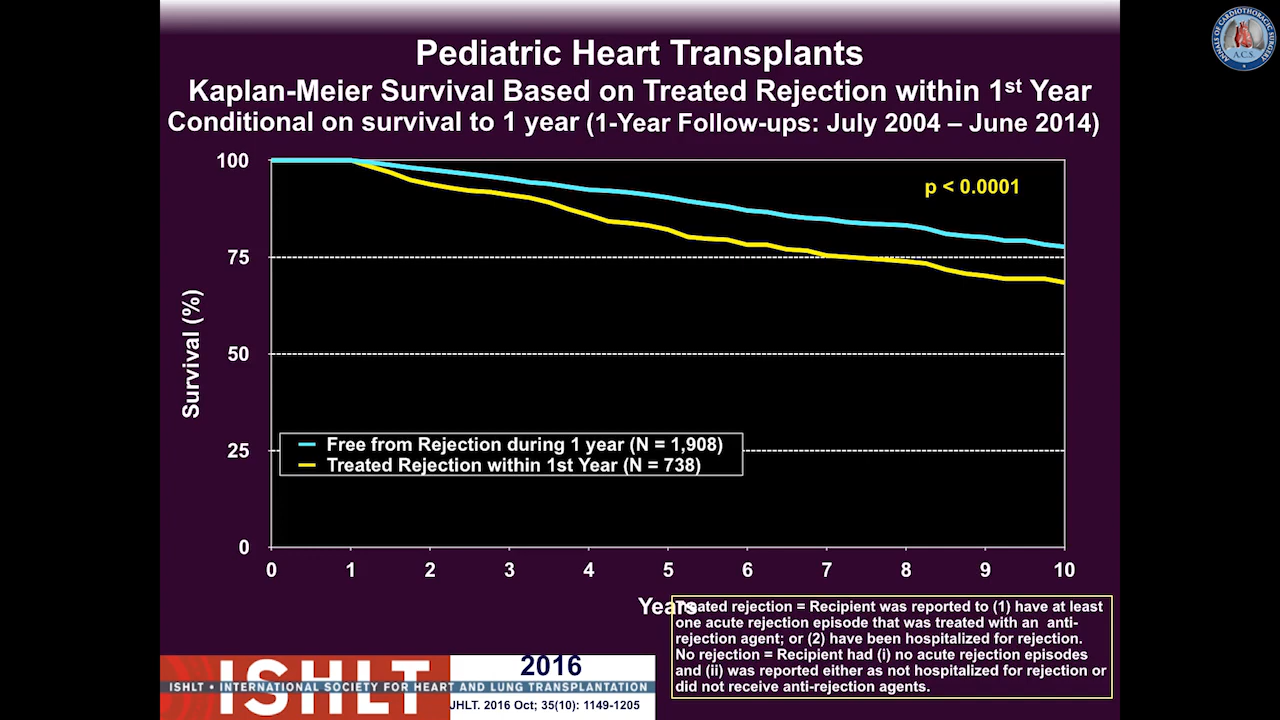 Pediatric Heart Transplants
Kaplan-Meier Survival Based on Treated Rejection within 1st Year
Conditional on survival to 1 year (1-Year Follow-ups: July 2004 – June 2014)
ANNALS OF CARDIOTHORACIC SURGERY
A C S
p < 0.0001
100
75
50
25
0
Survival (%)
Free from Rejection during 1 year (N = 1,908)
Treated Rejection within 1st Year (N = 738)
0 1 2 3 4 5 6 7 8 9 10
Years
Treated rejection = Recipient was reported to (1) have at least
one acute rejection episode that was treated with an anti-
rejection agent; or (2) have been hospitalized for rejection.
No rejection = Recipient had (i) no acute rejection episodes
and (ii) was reported either as not hospitalized for rejection or
did not receive anti-rejection agents.
2016
ISHLT
ISHLT • INTERNATIONAL SOCIETY FOR HEART AND LUNG TRANSPLANTATION
JHLT. 2016 Oct; 35(10): 1149-1205